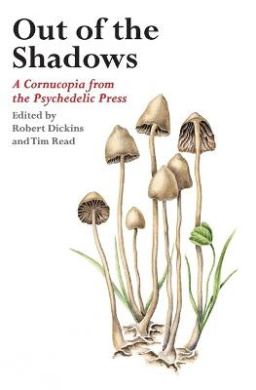 Out of the
Shadows
A Cornucopia from
the Psychedelic Press
Edited by
Robert Dickins
and Tim Read